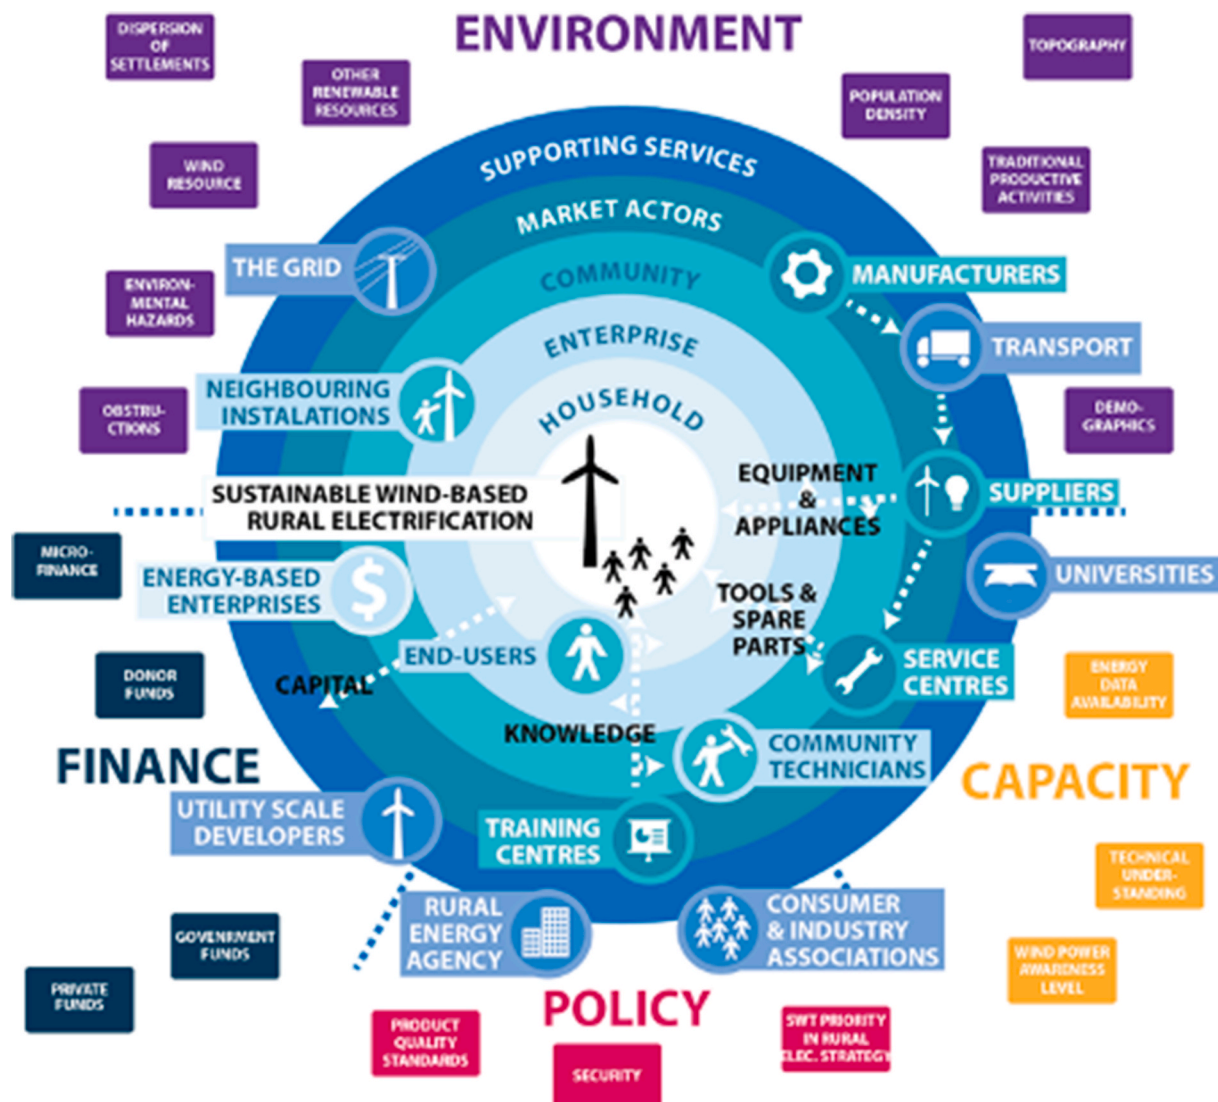 ENVIRONMENT
DISPERSION
OF
SETTLEMENTS
TOPOGRAPHY
OTHER
RENEWABLE
RESOURCES
POPULATION
DENSITY
WIND
RESOURCE
TRADITIONAL
PRODUCTIVE
ACTIVITIES
SUPPORTING SERVICES
MARKET ACTORS
COMMUNITY
ENTERPRISE
HOUSEHOLD
THE GRID
MANUFACTURERS
ENVIRON-
MENTAL
HAZARDS
TRANSPORT
NEIGHBOURING
INSTALATIONS
OBSTRU-
CTIONS
DEMO-
GRAPHICS
SUSTAINABLE WIND-BASED
RURAL ELECTRIFICATION
EQUIPMENT
&
APPLIANCES
SUPPLIERS
MICRO-
FINANCE
ENERGY-BASED
ENTERPRISES
$
UNIVERSITIES
TOOLS &
SPARE
PARTS
END-USERS
SERVICE
CENTRES
DONOR
FUNDS
CAPITAL
ENERGY
DATA
AVAILABILITY
KNOWLEDGE
COMMUNITY
TECHNICIANS
FINANCE
CAPACITY
UTILITY SCALE
DEVELOPERS
TRAINING
CENTRES
TECHNICAL
UNDER-
STANDING
RURAL
ENERGY
AGENCY
CONSUMER
& INDUSTRY
ASSOCIATIONS
GOVENRMENT
FUNDS
WIND POWER
AWARENESS
LEVEL
PRIVATE
FUNDS
POLICY
PRODUCT
QUALITY
STANDARDS
SECURITY
SWT PRIORITY
IN RURAL
ELEC. STRATEGY